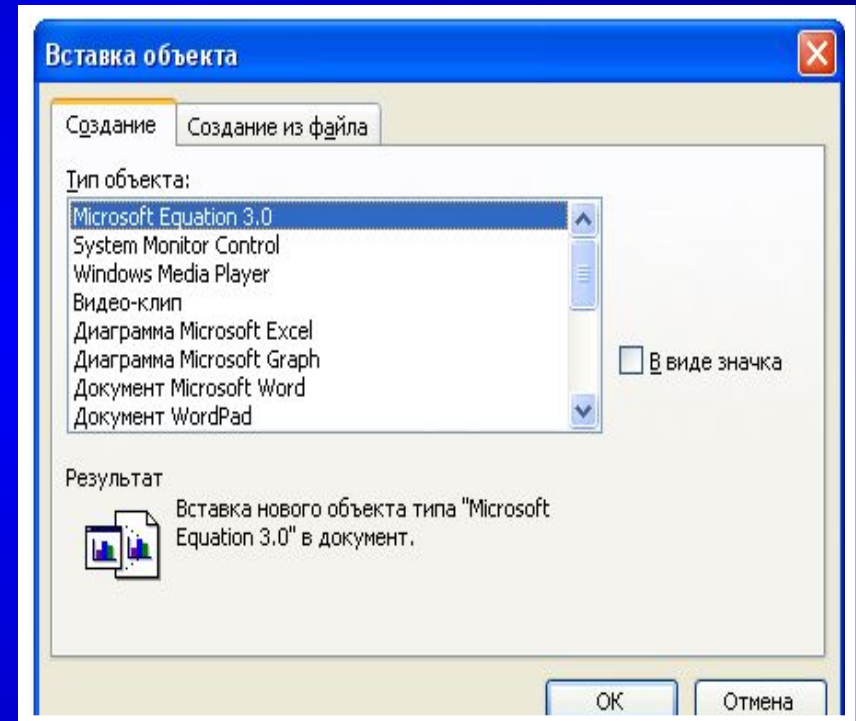 Вставка объекта
Создание
Создание из файла
Тип объекта:
Microsoft Equation 3.0
System Monitor Control
Windows Media Player
Видео-клип
Диаграмма Microsoft Excel
Диаграмма Microsoft Graph
Документ Microsoft Word
Документ WordPad
В виде значка
Результат
Вставка нового объекта типа "Microsoft
Equation 3.0" в документ.
ОК
Отмена